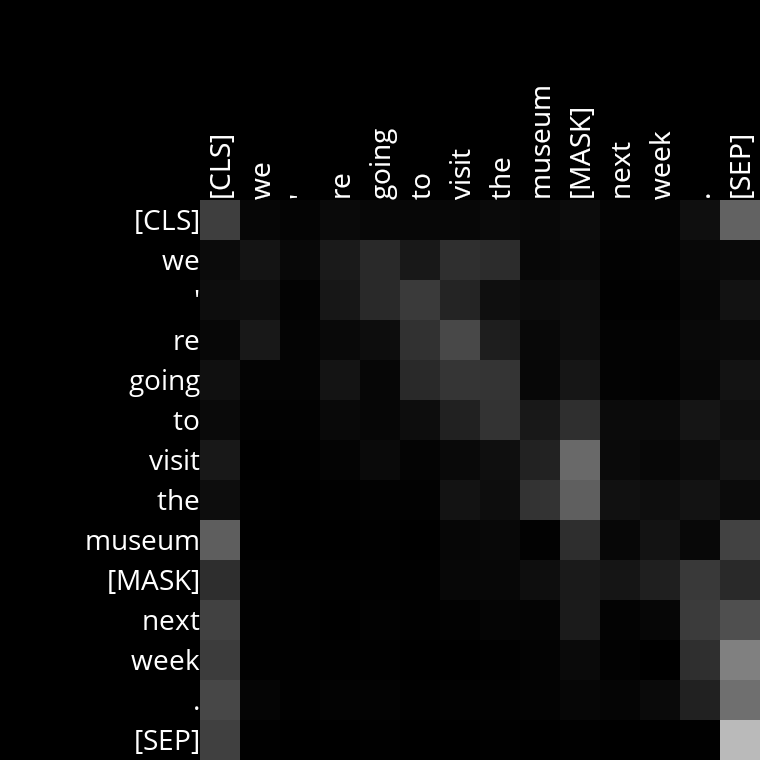 [CLS] we ' re going to visit the museum [MASK] next week . [SEP]
[CLS]
we
'
re
going
to
visit
the
museum
[MASK]
next
week
.
[SEP]